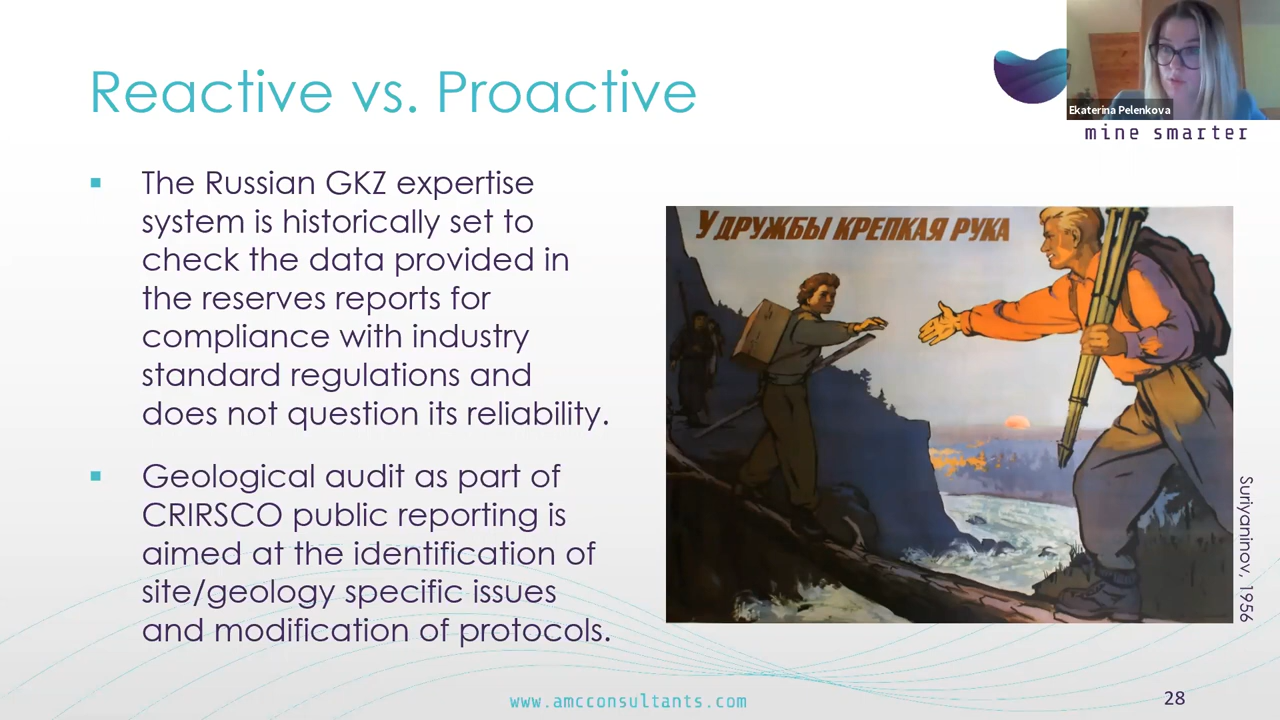 Reactive vs. Proactive
Ekaterina Pelenkova
mine smarter
The Russian GKZ expertise
system is historically set to
check the data provided in
the reserves reports for
compliance with industry
standard regulations and
does not question its reliability.
Geological audit as part of
CRIRSCO public reporting is
aimed at the identification of
site/geology specific issues
and modification of protocols.
У ДРУЖБЫ КРЕПКАЯ РУКА
Suriyaninov, 1956
www.amcconsultants.com
28